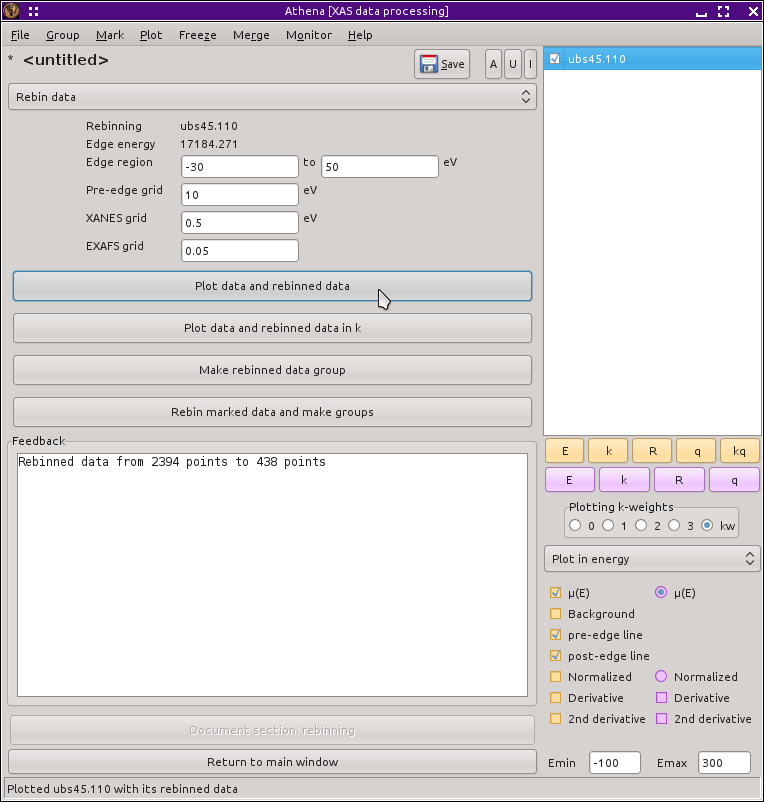 Athena [XAS data processing]
File Group Mark Plot Freeze Merge Monitor Help
* <untitled> Save A U I
Rebin data
Rebinning ubs45.110
Edge energy 17184.271
Edge region -30 to 50 eV
Pre-edge grid 10 eV
XANES grid 0.5 eV
EXAFS grid 0.05
Plot data and rebinned data
Plot data and rebinned data in k
Make rebinned data group
Rebin marked data and make groups
Feedback
Rebinned data from 2394 points to 438 points
Document section: rebinning
Return to main window
Plotted ubs45.110 with its rebinned data
ubs45.110
E k R q kq
E k R q
Plotting k-weights
0 1 2 3 kw
Plot in energy
μ(E) μ(E)
Background
pre-edge line
post-edge line
Normalized Normalized
Derivative Derivative
2nd derivative 2nd derivative
Emin -100 Emax 300